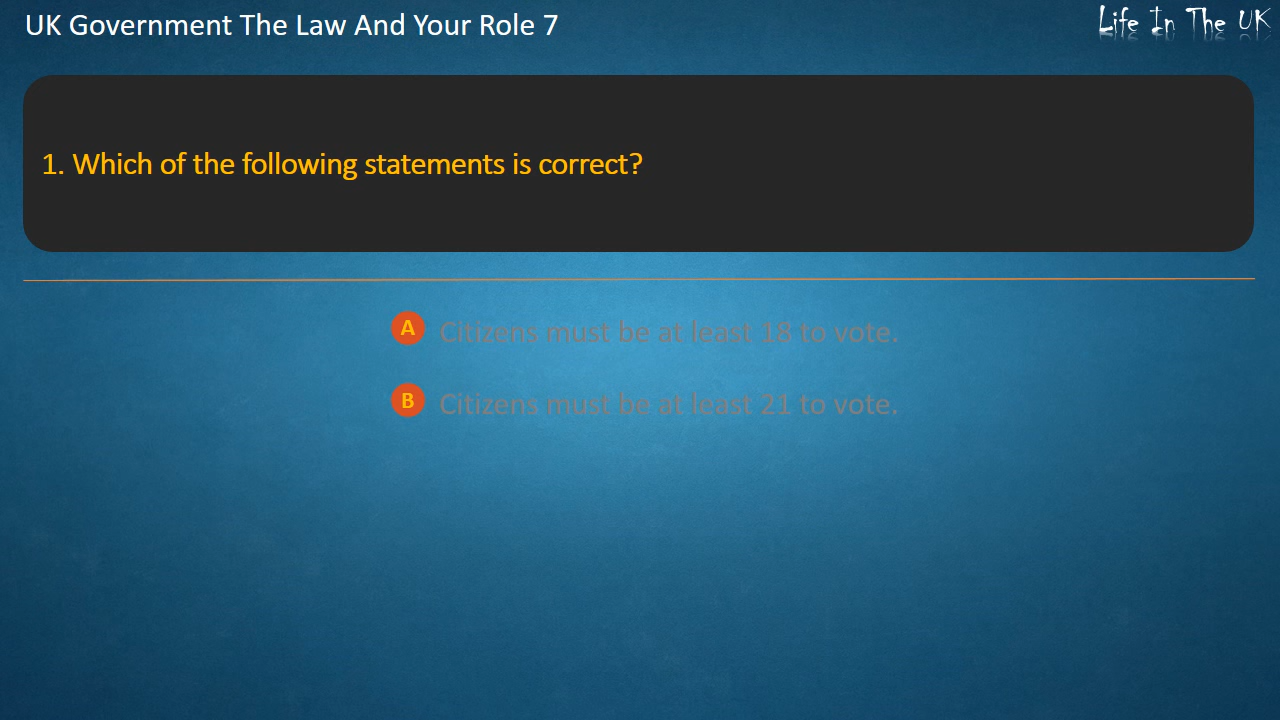 UK Government The Law And Your Role 7
Life In The UK
1. Which of the following statements is correct?
A Citizens must be at least 18 to vote.
B Citizens must be at least 21 to vote.